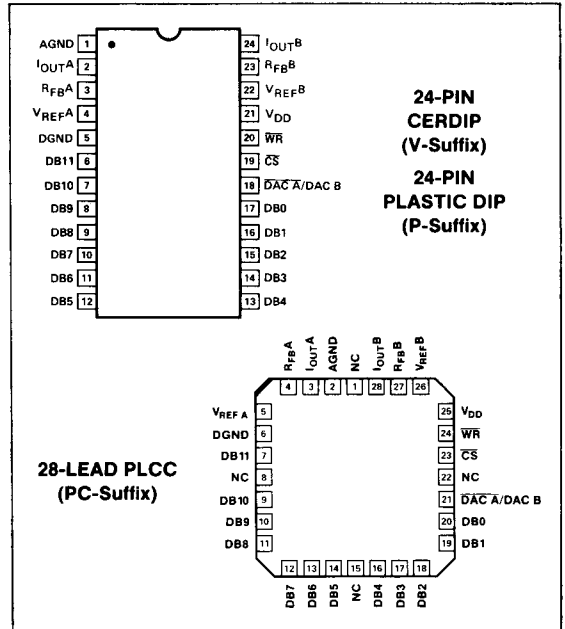 AGND 1
IOUTA 2
RFBA 3
VREFA 4
DGND 5
DB11 6
DB10 7
DB9 8
DB8 9
DB7 10
DB6 11
DB5 12
24 IOUTB
23 RFBB
22 VREFB
21 VDD
20 WR
19 CS
18 DAC A/DAC B
17 DB0
16 DB1
15 DB2
14 DB3
13 DB4
24-PIN
CERDIP
(V-Suffix)
24-PIN
PLASTIC DIP
(P-Suffix)
28-LEAD PLCC
(PC-Suffix)
RFBA IOUTA AGND NC IOUTB RFBB VREFB
4 3 2 1 28 27 26
VREF A 5
DGND 6
DB11 7
NC 8
DB10 9
DB9 10
DB8 11
25 VDD
24 WR
23 CS
22 NC
21 DAC A/DAC B
20 DB0
19 DB1
12 13 14 15 16 17 18
DB7 DB6 DB5 NC DB4 DB3 DB2